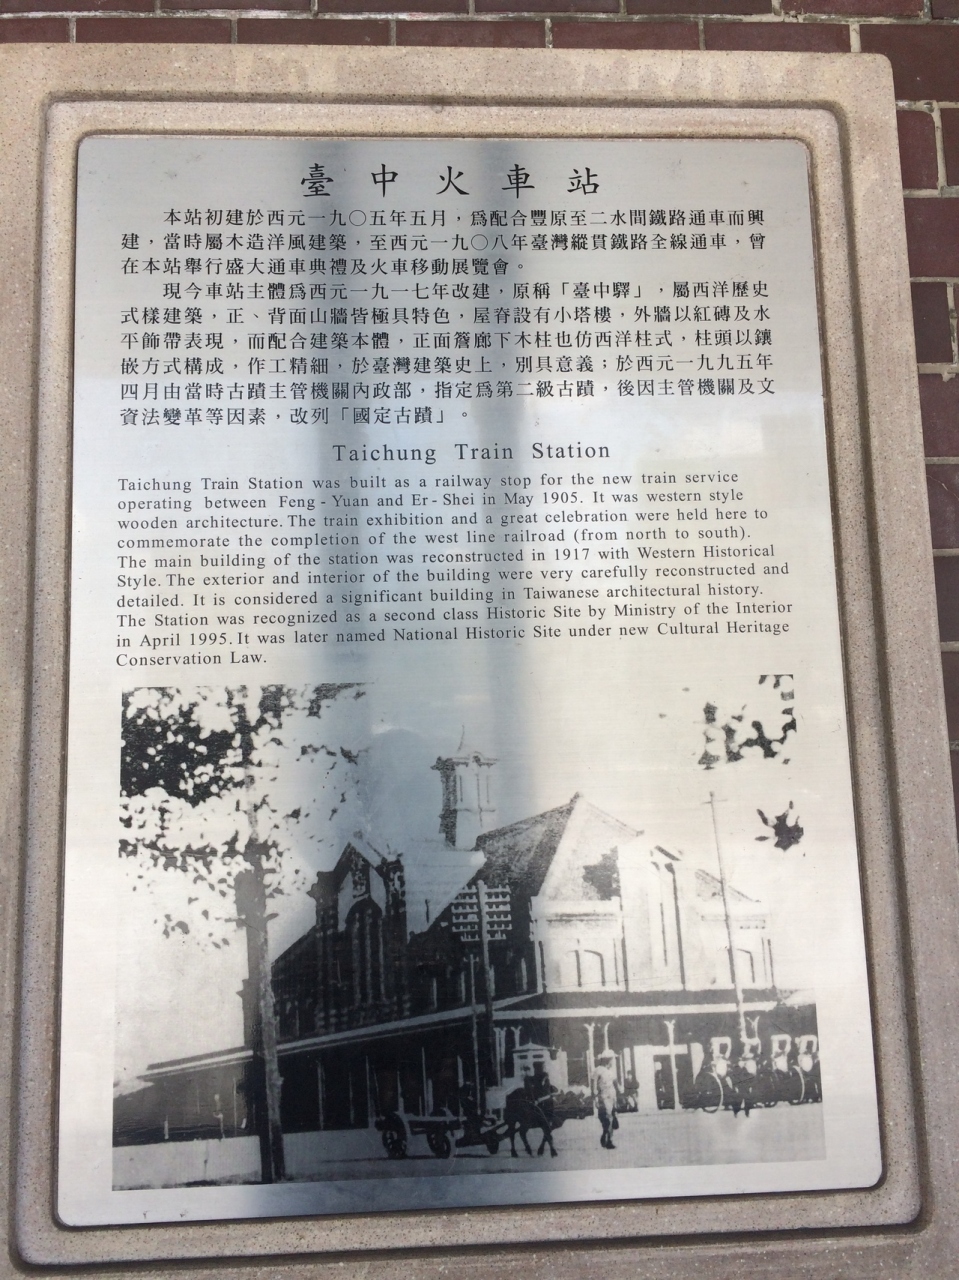 臺中火車站
本站初建於西元一九〇五年五月，為配合豐原至二水間鐵路通車而興
建，當時屬木造洋風建築，至西元一九〇八年臺灣縱貫鐵路全線通車，曾
在本站舉行盛大通車典禮及火車移動展覽會。
現今車站主體為西元一九一七年改建，原稱「臺中驛」，屬西洋歷史
式樣建築，正、背面山牆皆極具特色，屋脊設有小塔樓，外牆以紅磚及水
平飾帶表現，而配合建築本體，正面簷廊下木柱也仿西洋柱式，柱頭以鑲
嵌方式構成，作工精細，於臺灣建築史上，別具意義；於西元一九九五年
四月由當時古蹟主管機關內政部，指定為第二級古蹟，後因主管機關及文
資法變革等因素，改列「國定古蹟」。
Taichung Train Station
Taichung Train Station was built as a railway stop for the new train service
operating between Feng - Yuan and Er - Shei in May 1905. It was western style
wooden architecture. The train exhibition and a great celebration were held here to
commemorate the completion of the west line railroad (from north to south).
The main building of the station was reconstructed in 1917 with Western Historical
Style. The exterior and interior of the building were very carefully reconstructed and
detailed. It is considered a significant building in Taiwanese architectural history.
The Station was recognized as a second class Historic Site by Ministry of the Interior
in April 1995. It was later named National Historic Site under new Cultural Heritage
Conservation Law.